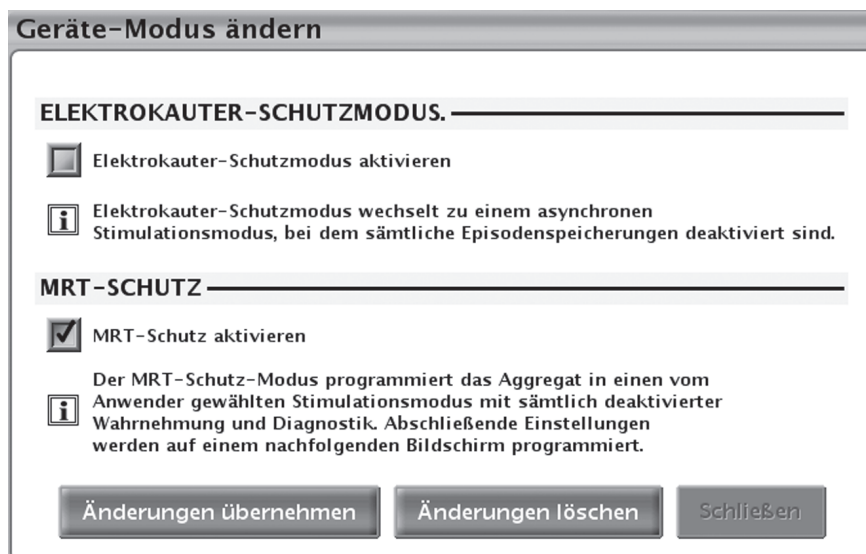 Geräte-Modus ändern
ELEKTROKAUTER-SCHUTZMODUS.
Elektrokauter-Schutzmodus aktivieren
Elektrokauter-Schutzmodus wechselt zu einem asynchronen
Stimulationsmodus, bei dem sämtliche Episodenspeicherungen deaktiviert sind.
MRT-SCHUTZ
MRT-Schutz aktivieren
Der MRT-Schutz-Modus programmiert das Aggregat in einen vom
Anwender gewählten Stimulationsmodus mit sämtlich deaktivierter
Wahrnehmung und Diagnostik. Abschließende Einstellungen
werden auf einem nachfolgenden Bildschirm programmiert.
Änderungen übernehmen Änderungen löschen Schließen